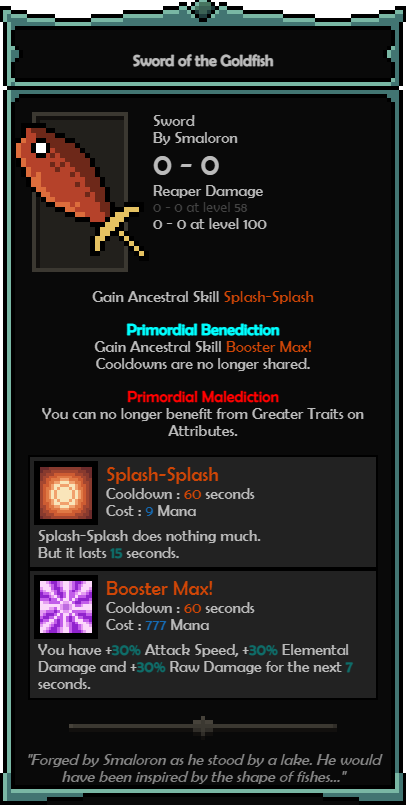 Sword of the Goldfish
Sword
By Smaloron
0 - 0
Reaper Damage
0 - 0 at level 58
0 - 0 at level 100
Gain Ancestral Skill Splash-Splash
Primordial Benediction
Gain Ancestral Skill Booster Max!
Cooldowns are no longer shared.
Primordial Malediction
You can no longer benefit from Greater Traits on
Attributes.
Splash-Splash
Cooldown : 60 seconds
Cost : 9 Mana
Splash-Splash does nothing much.
But it lasts 15 seconds.
Booster Max!
Cooldown : 60 seconds
Cost : 777 Mana
You have +30% Attack Speed, +30% Elemental
Damage and +30% Raw Damage for the next 7
seconds.
"Forged by Smaloron as he stood by a lake. He would
have been inspired by the shape of fishes..."